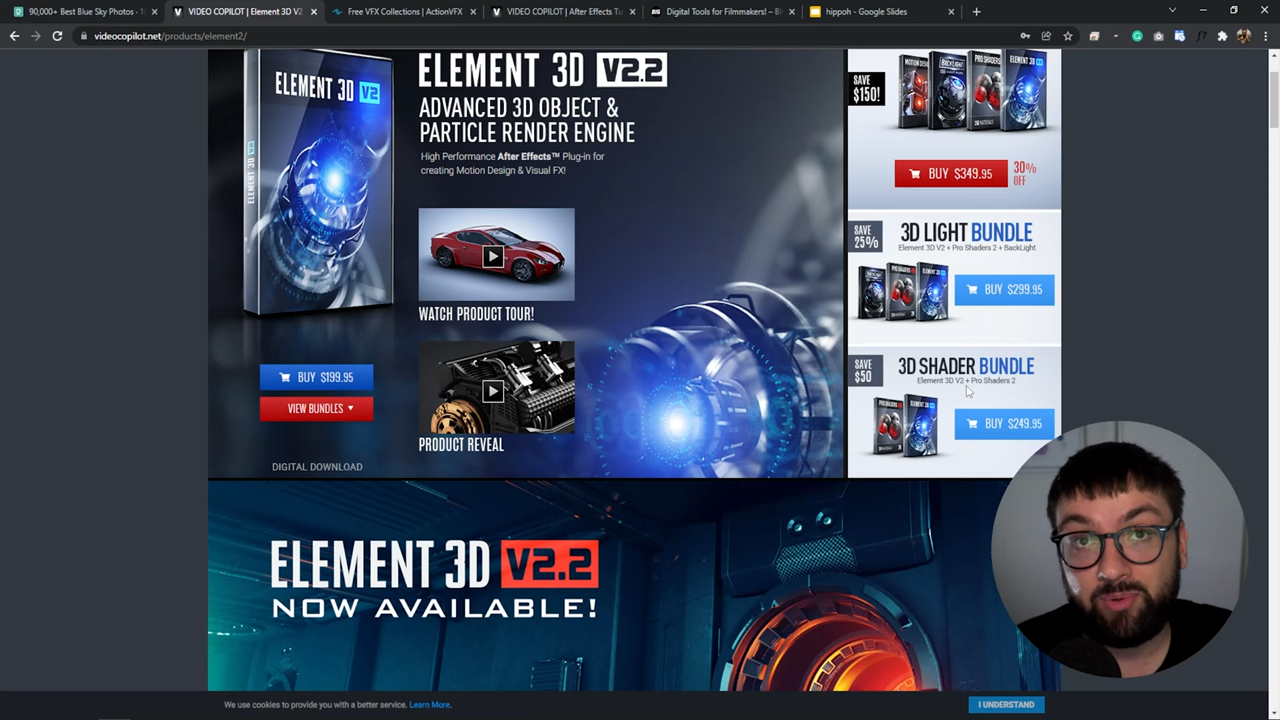 90,000+ Best Blue Sky Photos · 1
VIDEO COPILOT | Element 3D V2
Free VFX Collections | ActionVFX
VIDEO COPILOT | After Effects Tu
Digital Tools for Filmmakers! –
hippoh - Google Slides
videocopilot.net/products/element2/
ELEMENT 3D V2
ELEMENT 3D V2
ELEMENT 3D V2.2
ADVANCED 3D OBJECT &
PARTICLE RENDER ENGINE
High Performance After Effects™ Plug-in for
creating Motion Design & Visual FX!
WATCH PRODUCT TOUR!
PRODUCT REVEAL
BUY $199.95
VIEW BUNDLES
DIGITAL DOWNLOAD
SAVE
$150!
BUY $349.95
30%
OFF
SAVE
25%
3D LIGHT BUNDLE
Element 3D V2 + Pro Shaders 2 + BackLight
BUY $299.95
SAVE
$50
3D SHADER BUNDLE
Element 3D V2 + Pro Shaders 2
BUY $249.95
ELEMENT 3D V2.2
NOW AVAILABLE!
We use cookies to provide you with a better service. Learn More.
I UNDERSTAND